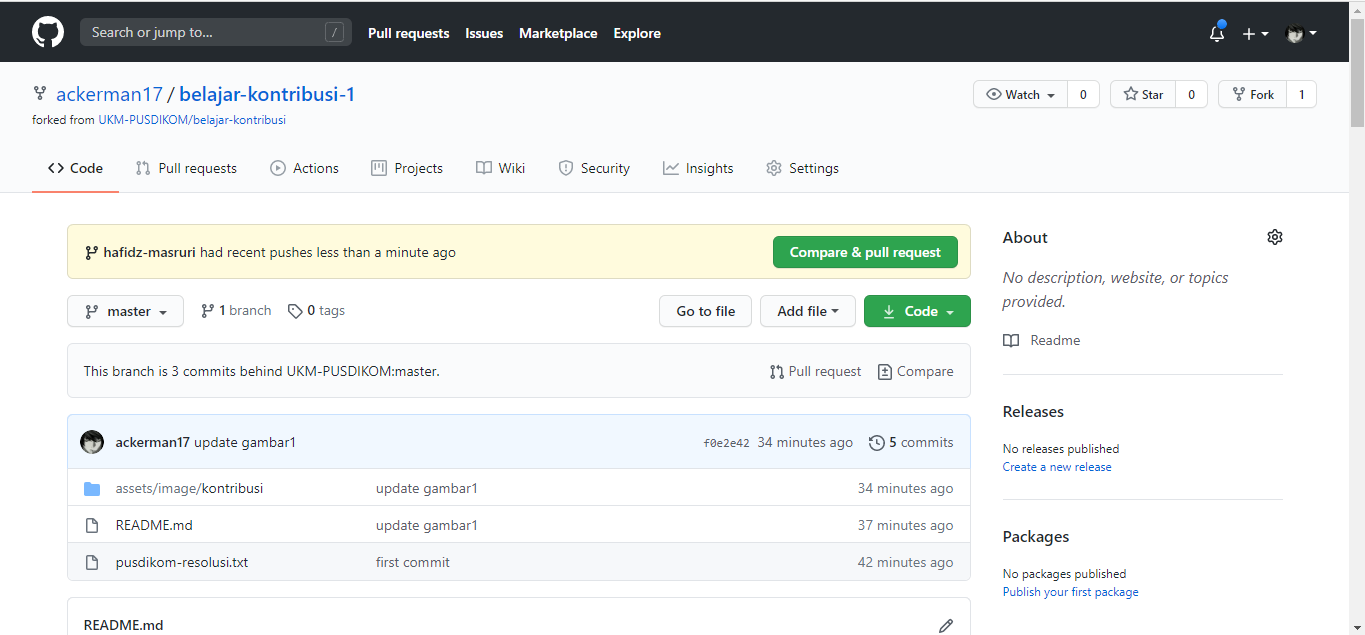 Search or jump to... /
Pull requests Issues Marketplace Explore
ackerman17 / belajar-kontribusi-1
Watch 0 Star 0 Fork 1
forked from UKM-PUSDIKOM/belajar-kontribusi
Code Pull requests Actions Projects Wiki Security Insights Settings
hafidz-masruri had recent pushes less than a minute ago
Compare & pull request
master 1 branch 0 tags
Go to file Add file Code
This branch is 3 commits behind UKM-PUSDIKOM:master.
Pull request Compare
ackerman17 update gambar1 f0e2e42 34 minutes ago 5 commits
assets/image/kontribusi update gambar1 34 minutes ago
README.md update gambar1 37 minutes ago
pusdikom-resolusi.txt first commit 42 minutes ago
README.md
About
No description, website, or topics
provided.
Readme
Releases
No releases published
Create a new release
Packages
No packages published
Publish your first package